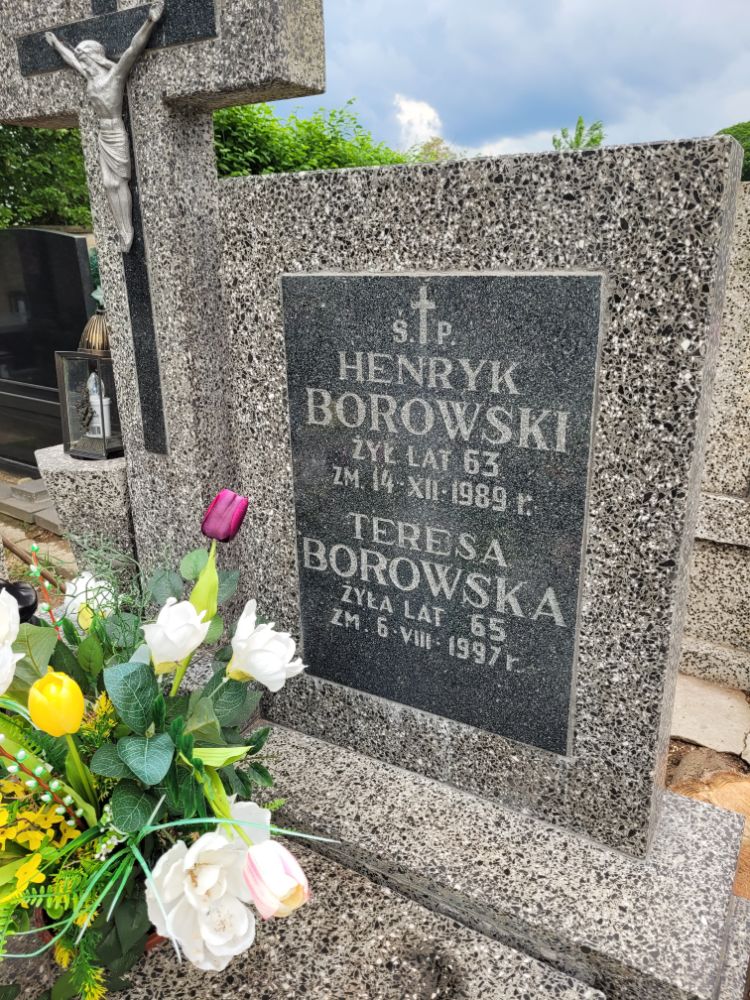 Ś. P.
HENRYK
BOROWSKI
ŻYŁ LAT 63
ZM. 14·XII·1989 r.
TERESA
BOROWSKA
ŻYŁA LAT 65
ZM. 6·VIII·1997 r.